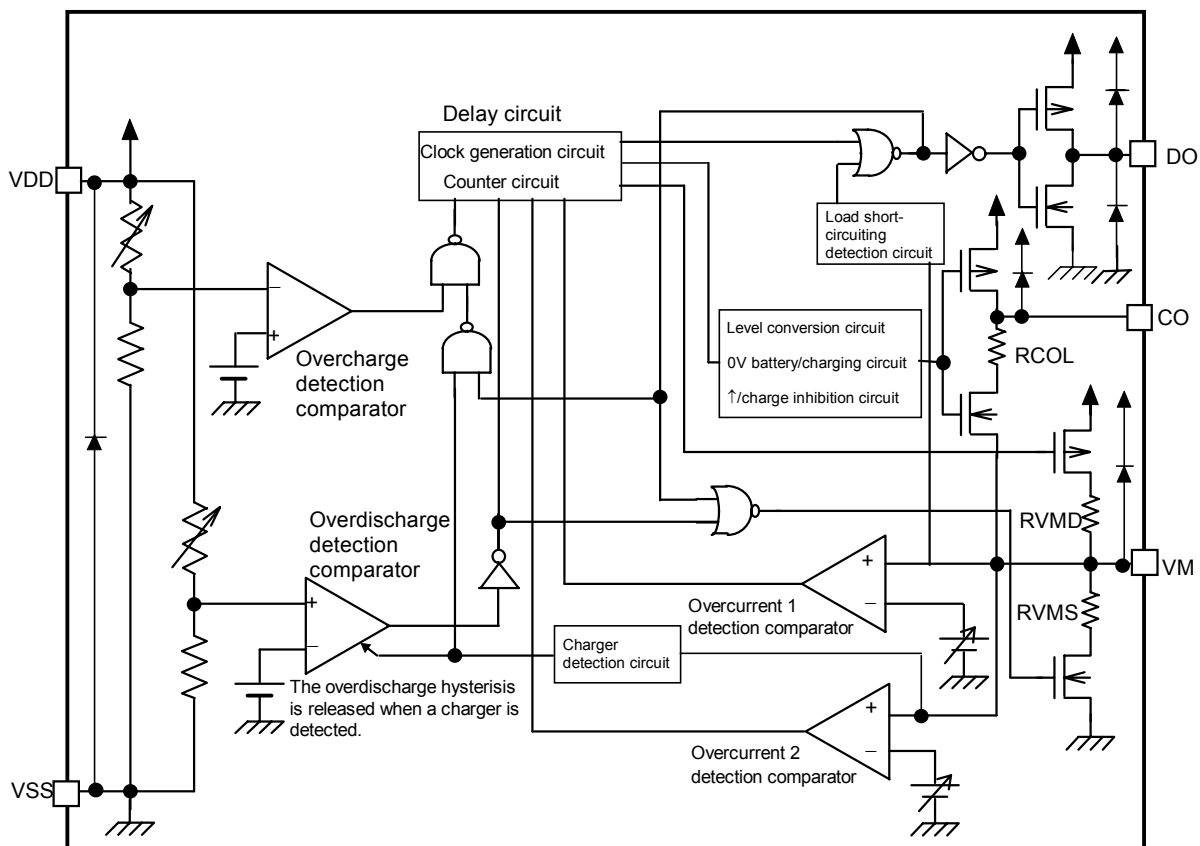 Delay circuit
Clock generation circuit
Counter circuit
VDD
DO
Load short-
circuiting
detection circuit
−
+
Overcharge
detection
comparator
Level conversion circuit
0V battery/charging circuit
↑/charge inhibition circuit
CO
RCOL
Overdischarge
detection
comparator
+
−
The overdischarge hysterisis
is released when a charger is
detected.
Charger
detection circuit
RVMD
VM
+
−
Overcurrent 1
detection comparator
RVMS
+
−
Overcurrent 2
detection comparator
VSS